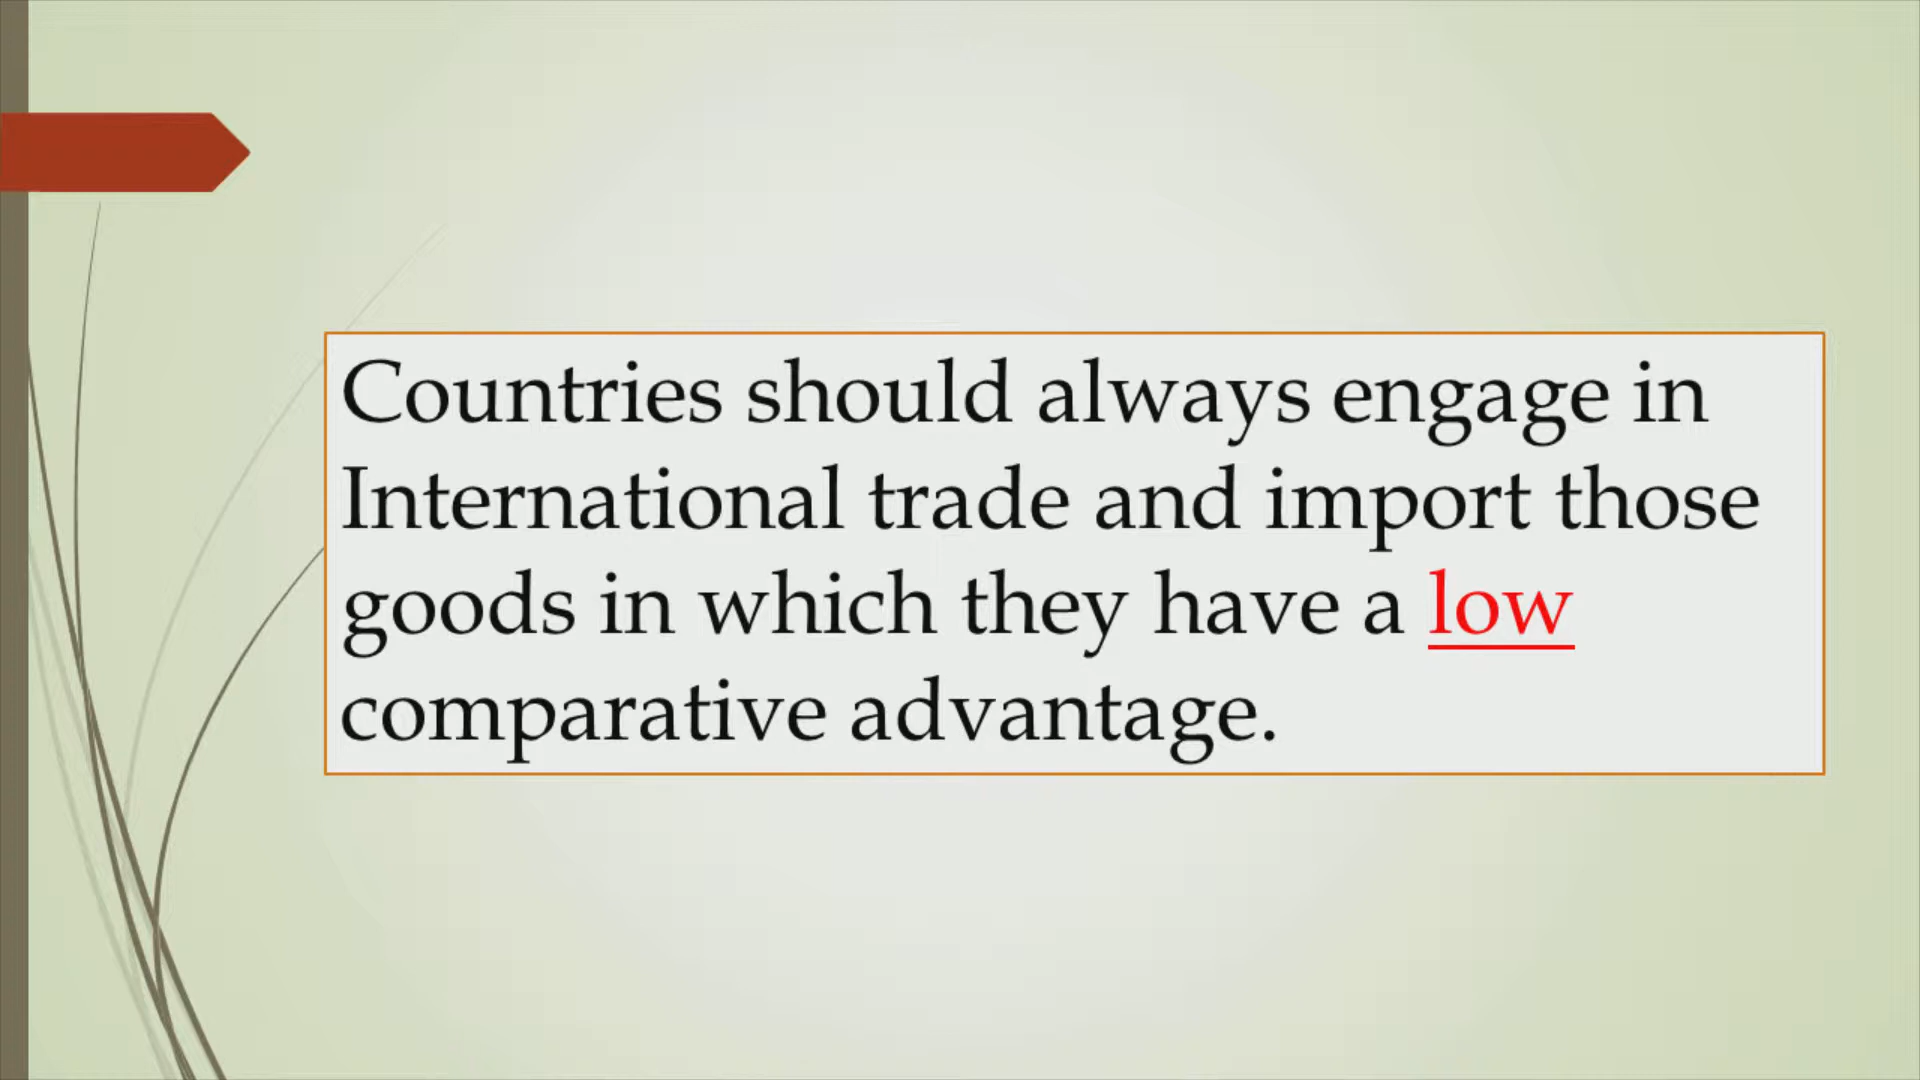 Countries should always engage in
International trade and import those
goods in which they have a low
comparative advantage.